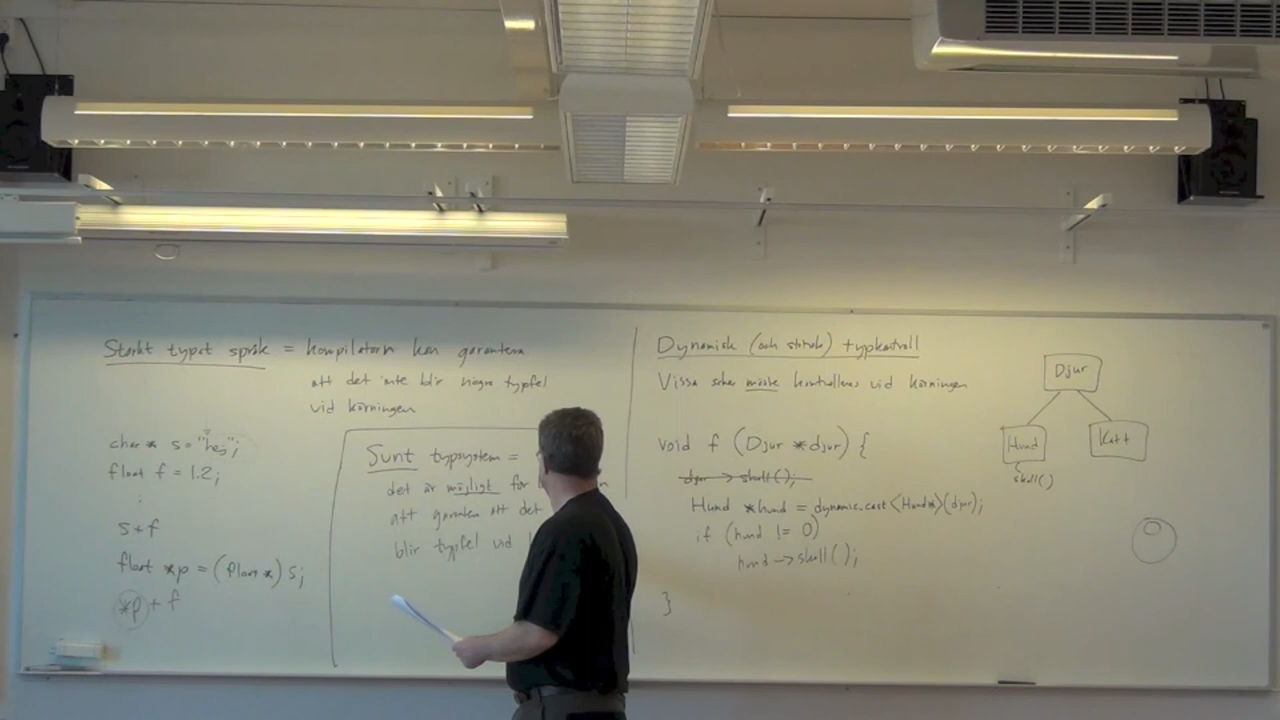 Starkt typat språk = kompilatorn kan garantera
att det inte blir några typfel
vid körningen
char* s = "hej";
float f = 1.2;
:
s + f
float *p = (float *) s;
*p + f
Sunt typsystem =
det är möjligt för
att garantera att det
blir typfel vid
Dynamisk (och statisk) typkontroll
Vissa saker måste kontrolleras vid körningen
void f (Djur *djur) {
djur -> skall();
Hund *hund = dynamic.cast <Hund*>(djur);
if (hund != 0)
hund -> skall();
}
Djur
Hund
Katt
skall()